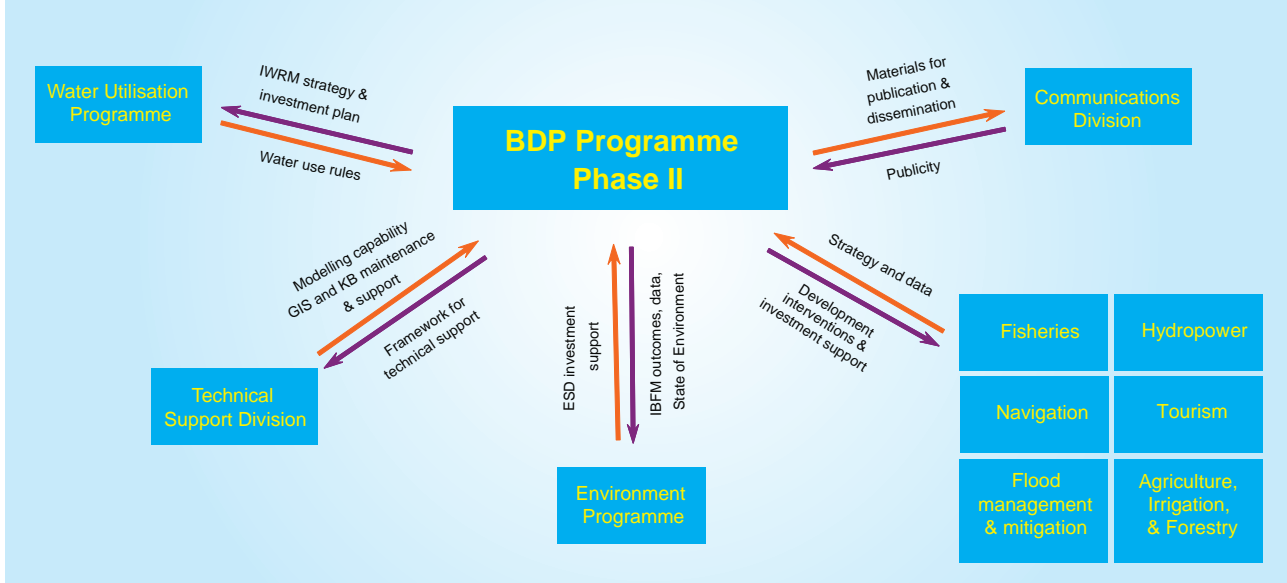 Water Utilisation
Programme
IWRM strategy &
investment plan
Water use rules
BDP Programme
Phase II
Materials for
publication &
dissemination
Publicity
Communications
Division
Modelling capability
GIS and KB maintenance
& support
Framework for
technical support
Technical
Support Division
ESD investment
support
IBFM outcomes, data,
State of Environment
Environment
Programme
Strategy and data
Development
interventions &
investment support
Fisheries
Hydropower
Navigation
Tourism
Flood
management
& mitigation
Agriculture,
Irrigation,
& Forestry